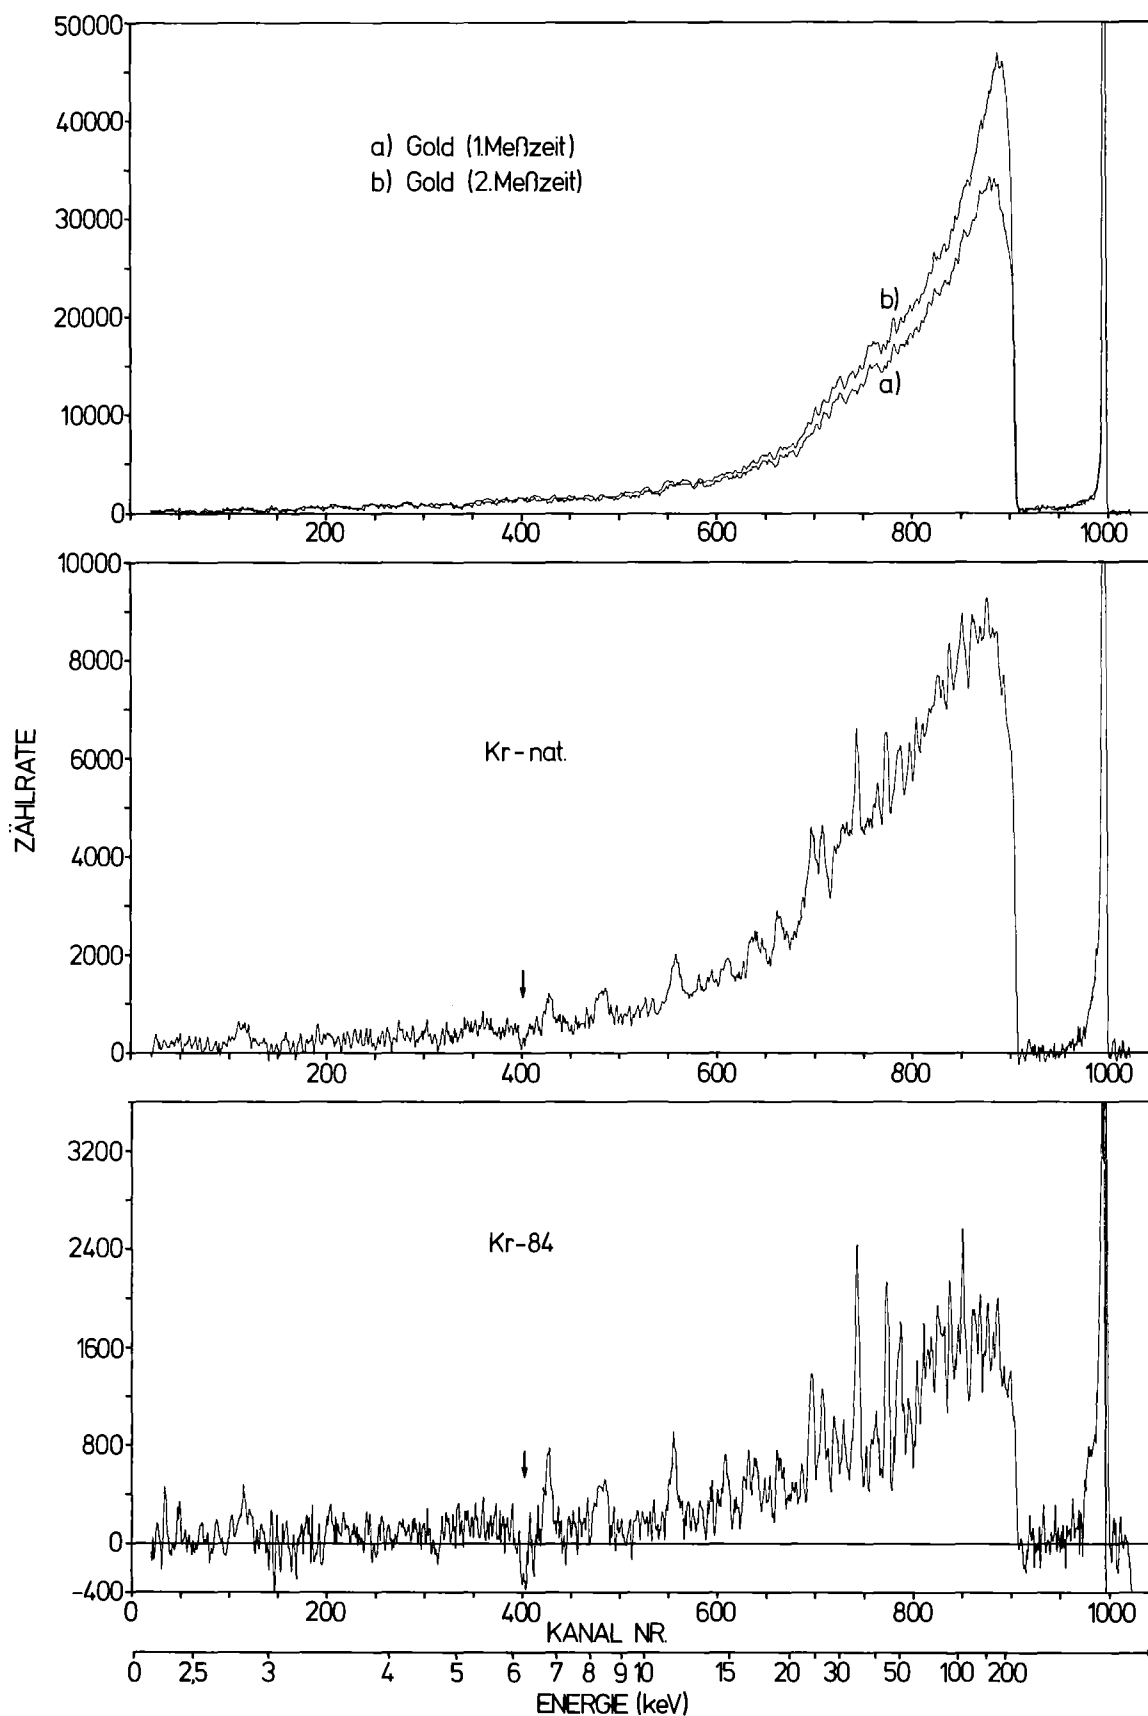 50000
40000
30000
20000
10000
0
a) Gold (1.Meßzeit)
b) Gold (2.Meßzeit)
b)
a)
200 400 600 800 1000
10000
8000
6000
4000
2000
0
Kr-nat.
200 400 600 800 1000
ZÄHLRATE
3200
2400
1600
800
0
-400
Kr-84
0 200 400 600 800 1000
KANAL NR.
0 2,5 3 4 5 6 7 8 9 10 15 20 30 50 100 200
ENERGIE (keV)